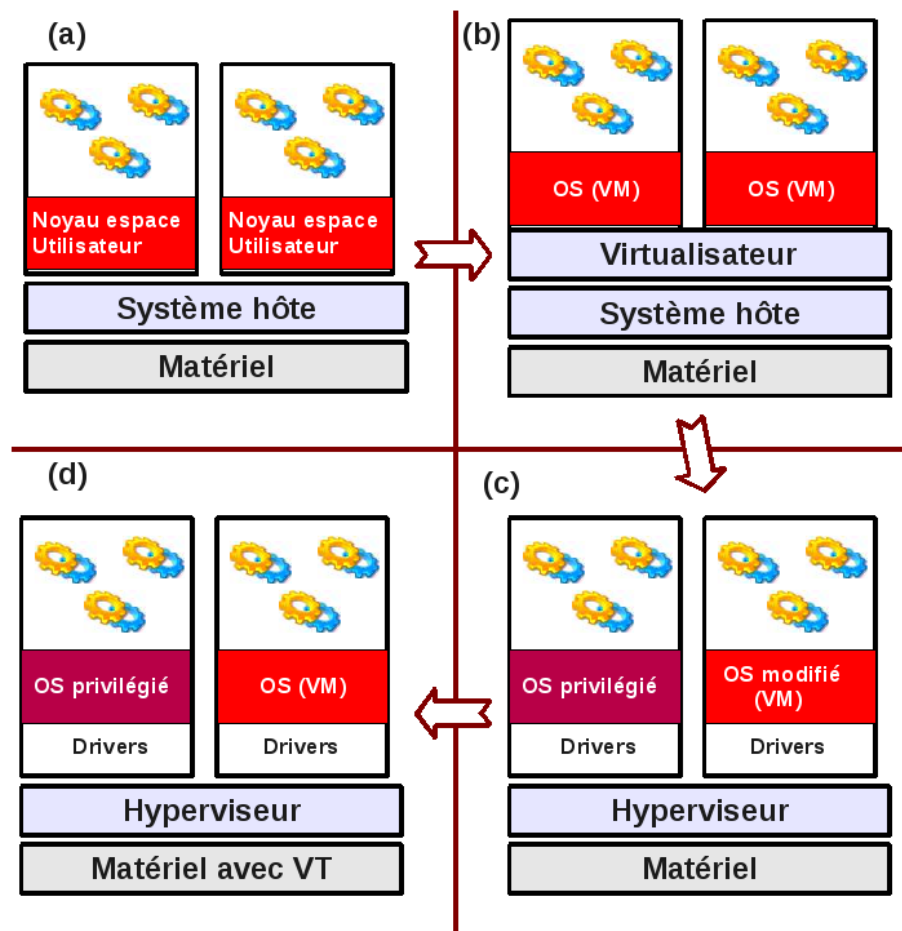 (a)
Noyau espace
Utilisateur
Noyau espace
Utilisateur
Système hôte
Matériel
(b)
OS (VM)
OS (VM)
Virtualisateur
Système hôte
Matériel
(d)
OS privilégié
OS (VM)
Drivers
Drivers
Hyperviseur
Matériel avec VT
(c)
OS privilégié
OS modifié
(VM)
Drivers
Drivers
Hyperviseur
Matériel